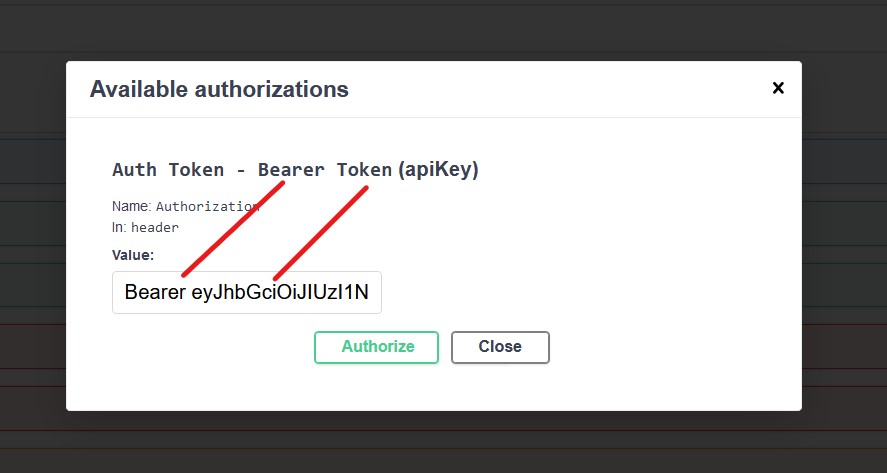 Available authorizations
×
Auth Token - Bearer Token (apiKey)
Name: Authorization
In: header
Value:
Bearer eyJhbGciOiJIUzI1N
Authorize Close